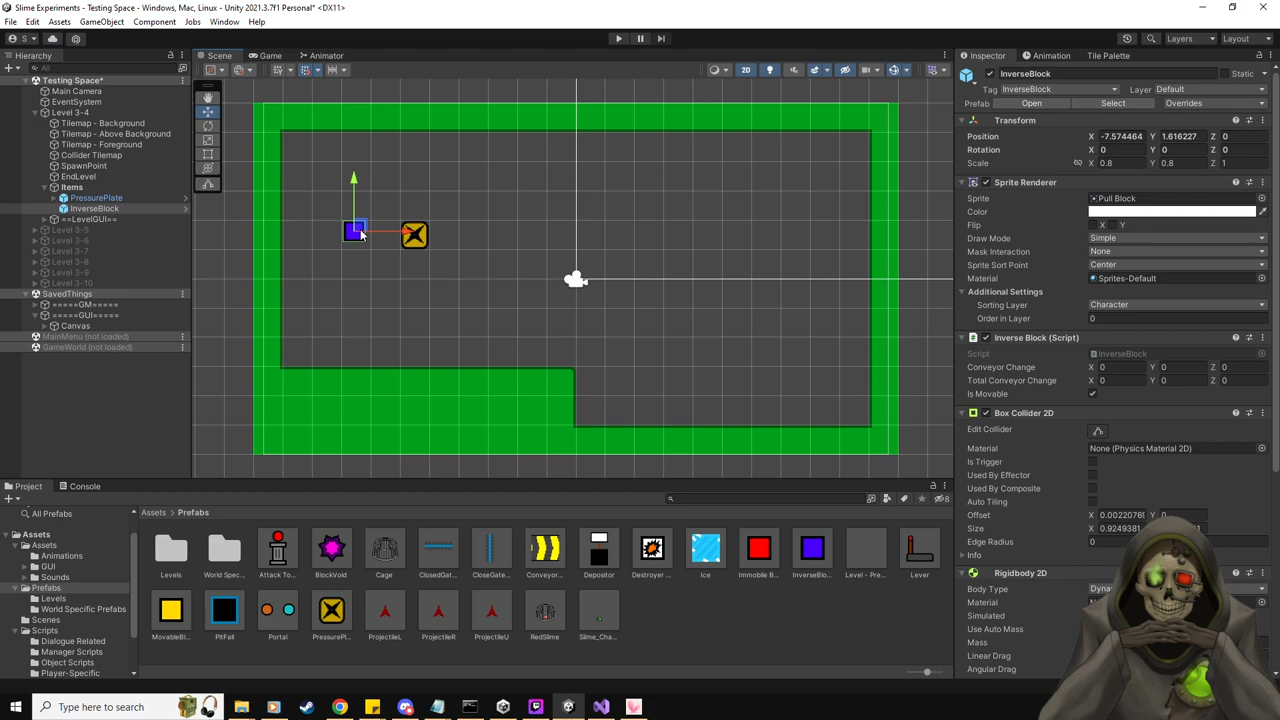 Slime Experiments - Testing Space - Windows, Mac, Linux - Unity 2021.3.7f1 Personal* <DX11>
File Edit Assets GameObject Component Jobs Window Help
S
Layers Layout
Hierarchy
All
Testing Space*
Main Camera
EventSystem
Level 3-4
Tilemap - Background
Tilemap - Above Background
Tilemap - Foreground
Collider Tilemap
SpawnPoint
EndLevel
Items
PressurePlate
InverseBlock
==LevelGUI==
Level 3-5
Level 3-6
Level 3-7
Level 3-8
Level 3-9
Level 3-10
SavedThings
=====GM=====
=====GUI=====
Canvas
MainMenu (not loaded)
GameWorld (not loaded)
Scene Game Animator
2D
Inspector Animation Tile Palette
InverseBlock Static
Tag InverseBlock Layer Default
Prefab Open Select Overrides
Transform
Position X -7.574464 Y 1.616227 Z 0
Rotation X 0 Y 0 Z 0
Scale X 0.8 Y 0.8 Z 1
Sprite Renderer
Sprite Pull Block
Color
Flip X Y
Draw Mode Simple
Mask Interaction None
Sprite Sort Point Center
Material Sprites-Default
Additional Settings
Sorting Layer Character
Order in Layer 0
Inverse Block (Script)
Script InverseBlock
Conveyor Change X 0 Y 0 Z 0
Total Conveyor Change X 0 Y 0 Z 0
Is Movable
Box Collider 2D
Edit Collider
Material None (Physics Material 2D)
Is Trigger
Used By Effector
Used By Composite
Auto Tiling
Offset X Y
Size X 0.9249381
Edge Radius 0
Info
Rigidbody 2D
Body Type
Material
Simulated
Use Auto Mass
Mass
Linear Drag
Angular Drag
Project Console
8
All Prefabs
Assets
Assets
Animations
GUI
Sounds
Prefabs
Levels
World Specific Prefabs
Scenes
Scripts
Dialogue Related
Manager Scripts
Object Scripts
Player-Specific
Assets > Prefabs
Levels World Spec... Attack To... BlockVoid Cage ClosedGat... CloseGate... Conveyor... Depositor Destroyer ... Ice Immobile B... InverseBlo... Level - Pre... Lever
MovableBl... PitFall Portal PressurePl... ProjectileL ProjectileR ProjectileU RedSlime Slime_Cha...
Type here to search